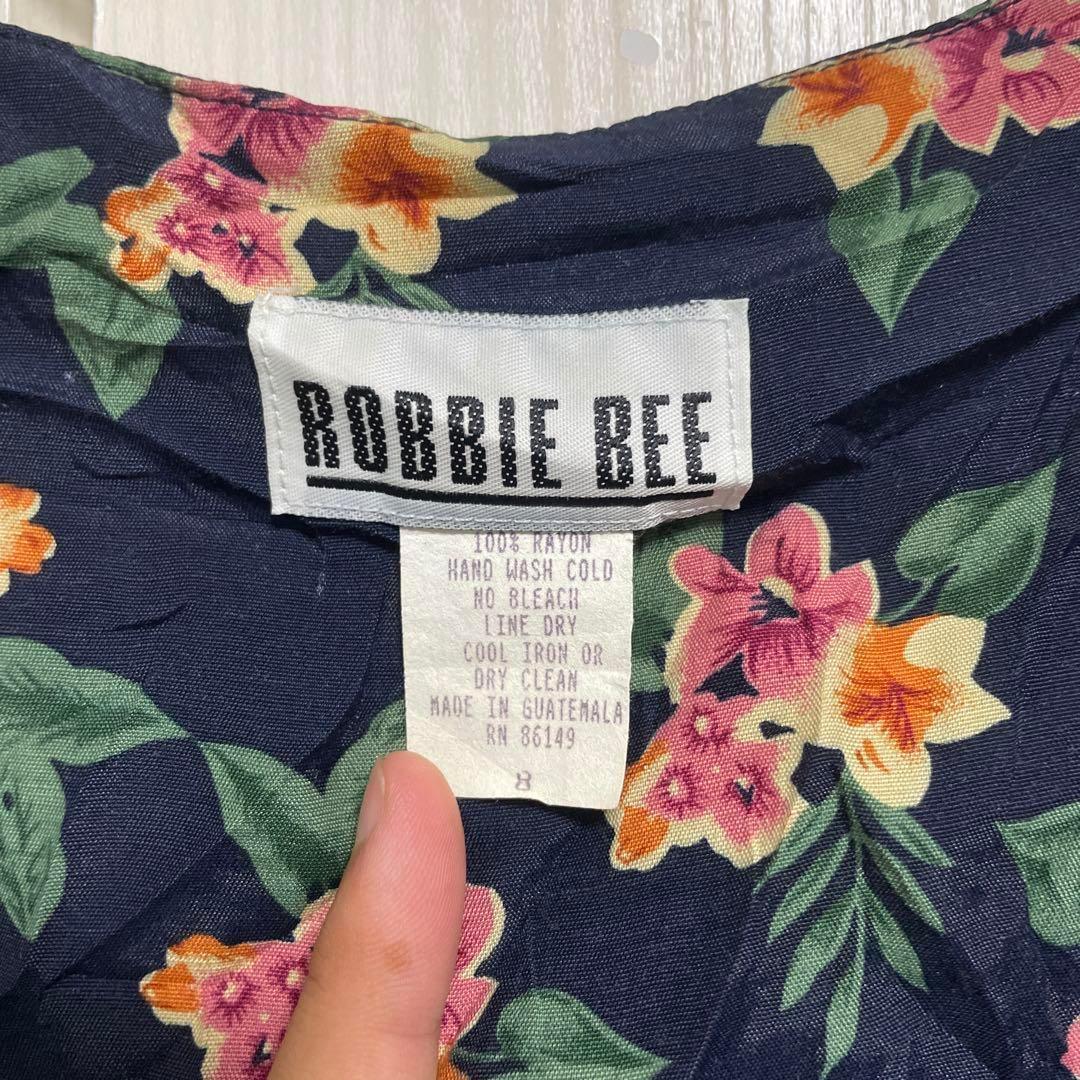 ROBBIE BEE
100% RAYON
HAND WASH COLD
NO BLEACH
LINE DRY
COOL IRON OR
DRY CLEAN
MADE IN GUATEMALA
RN 86149
8